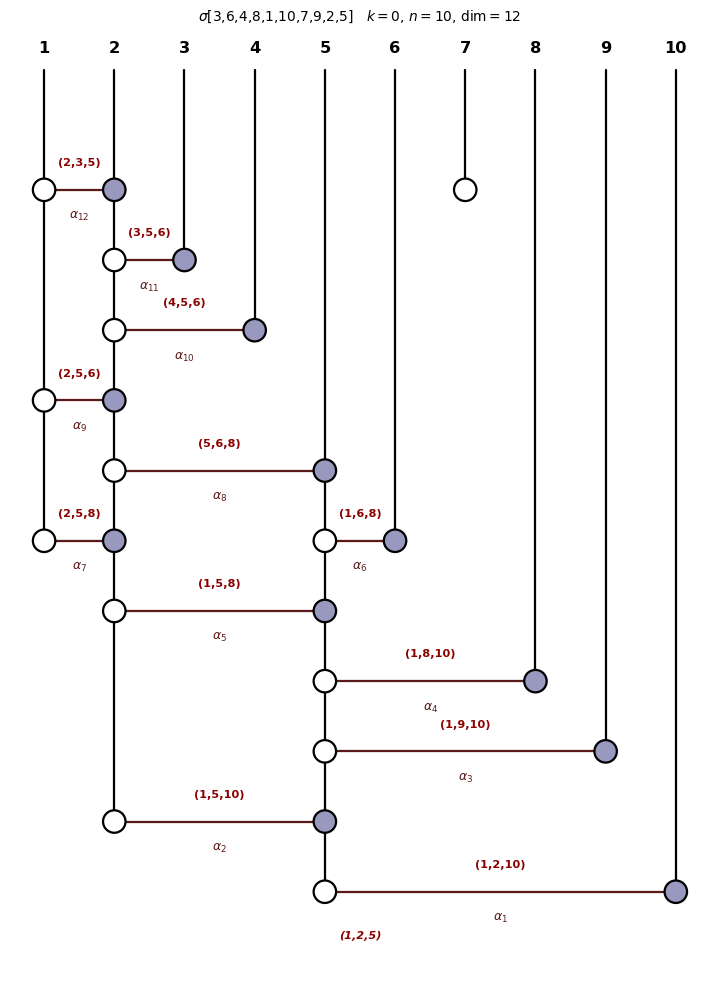 σ[3,6,4,8,1,10,7,9,2,5] k = 0, n = 10, dim = 12
1 2 3 4 5 6 7 8 9 10
(2,3,5)
α₁₂
(3,5,6)
α₁₁
(4,5,6)
α₁₀
(2,5,6)
α₉
(5,6,8)
α₈
(2,5,8) (1,6,8)
α₇ α₆
(1,5,8)
α₅
(1,8,10)
α₄
(1,9,10)
α₃
(1,5,10)
α₂
(1,2,10)
α₁
(1,2,5)